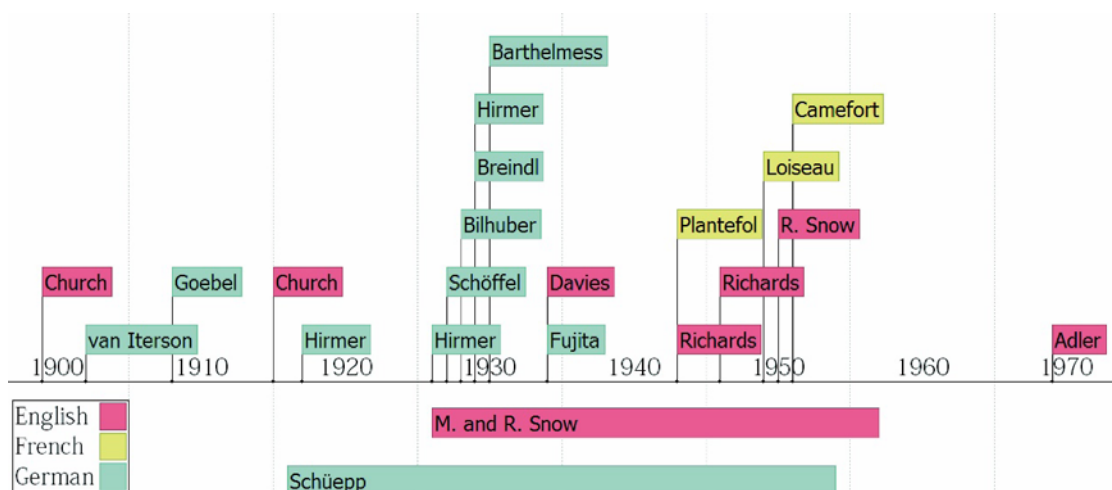 Barthelmess
Hirmer
Camefort
Breindl
Loiseau
Bilhuber
Plantefol
R. Snow
Church
Goebel
Church
Schöffel
Davies
Richards
van Iterson
Hirmer
Hirmer
Fujita
Richards
Adler
1900 1910 1920 1930 1940 1950 1960 1970
English
French
German
M. and R. Snow
Schüepp